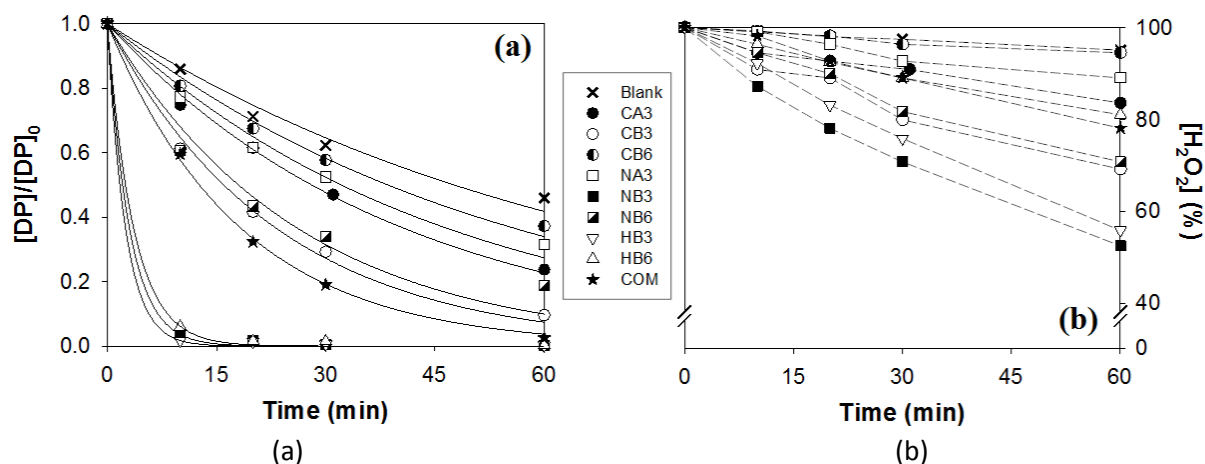 1.0
0.8
0.6
0.4
0.2
0.0
[DP]/[DP]0
0
15
30
45
60
Time (min)
(a)
Blank
CA3
CB3
CB6
NA3
NB3
NB6
HB3
HB6
COM
100
80
60
40
0
[H2O2] (%)
0
15
30
45
60
Time (min)
(b)
(a)
(b)